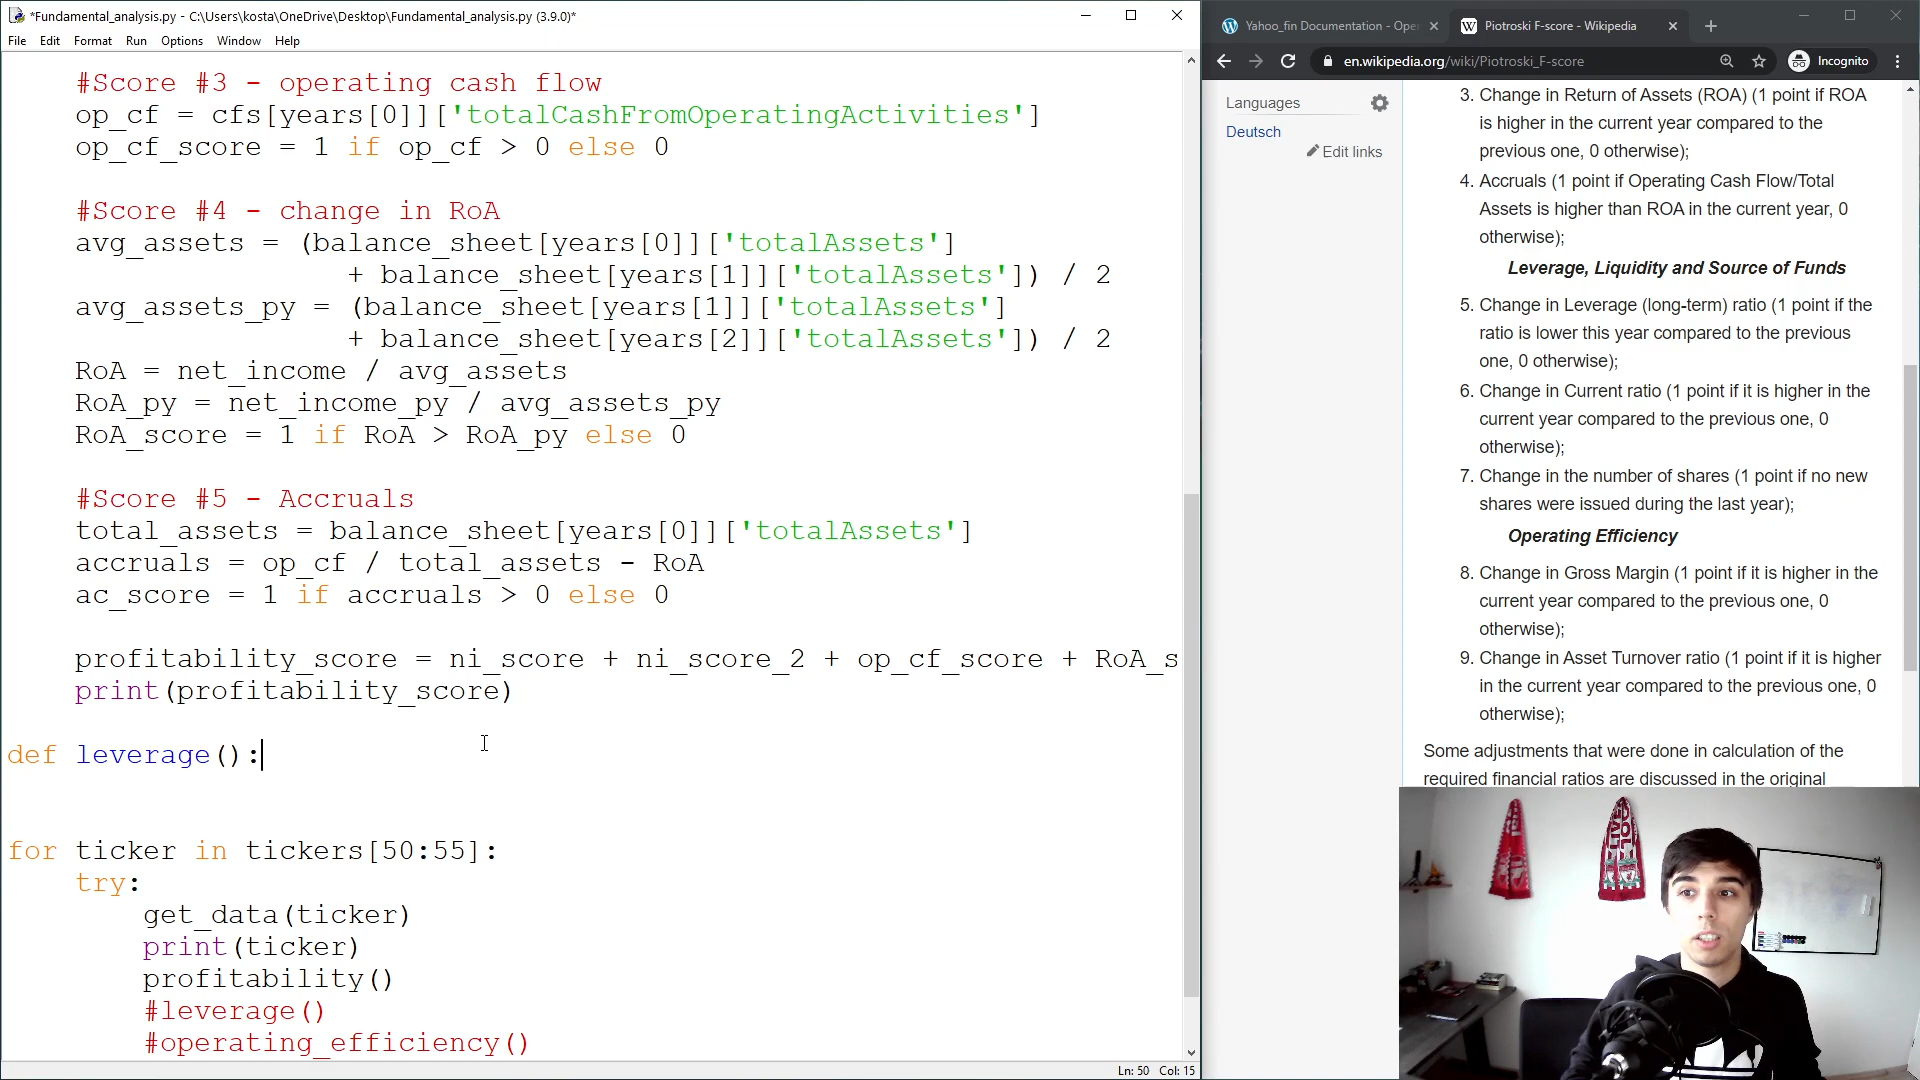 *Fundamental_analysis.py - C:\Users\kosta\OneDrive\Desktop\Fundamental_analysis.py (3.9.0)*
File Edit Format Run Options Window Help
#Score #3 - operating cash flow
op_cf = cfs[years[0]]['totalCashFromOperatingActivities']
op_cf_score = 1 if op_cf > 0 else 0
#Score #4 - change in RoA
avg_assets = (balance_sheet[years[0]]['totalAssets']
+ balance_sheet[years[1]]['totalAssets']) / 2
avg_assets_py = (balance_sheet[years[1]]['totalAssets']
+ balance_sheet[years[2]]['totalAssets']) / 2
RoA = net_income / avg_assets
RoA_py = net_income_py / avg_assets_py
RoA_score = 1 if RoA > RoA_py else 0
#Score #5 - Accruals
total_assets = balance_sheet[years[0]]['totalAssets']
accruals = op_cf / total_assets - RoA
ac_score = 1 if accruals > 0 else 0
profitability_score = ni_score + ni_score_2 + op_cf_score + RoA_s
print(profitability_score)
def leverage():
for ticker in tickers[50:55]:
try:
get_data(ticker)
print(ticker)
profitability()
#leverage()
#operating_efficiency()
Ln: 50 Col: 15
Yahoo_fin Documentation - Ope
Piotroski F-score - Wikipedia
en.wikipedia.org/wiki/Piotroski_F-score
Incognito
Languages
Deutsch
Edit links
3. Change in Return of Assets (ROA) (1 point if ROA
is higher in the current year compared to the
previous one, 0 otherwise);
4. Accruals (1 point if Operating Cash Flow/Total
Assets is higher than ROA in the current year, 0
otherwise);
Leverage, Liquidity and Source of Funds
5. Change in Leverage (long-term) ratio (1 point if the
ratio is lower this year compared to the previous
one, 0 otherwise);
6. Change in Current ratio (1 point if it is higher in the
current year compared to the previous one, 0
otherwise);
7. Change in the number of shares (1 point if no new
shares were issued during the last year);
Operating Efficiency
8. Change in Gross Margin (1 point if it is higher in the
current year compared to the previous one, 0
otherwise);
9. Change in Asset Turnover ratio (1 point if it is higher
in the current year compared to the previous one, 0
otherwise);
Some adjustments that were done in calculation of the
required financial ratios are discussed in the original